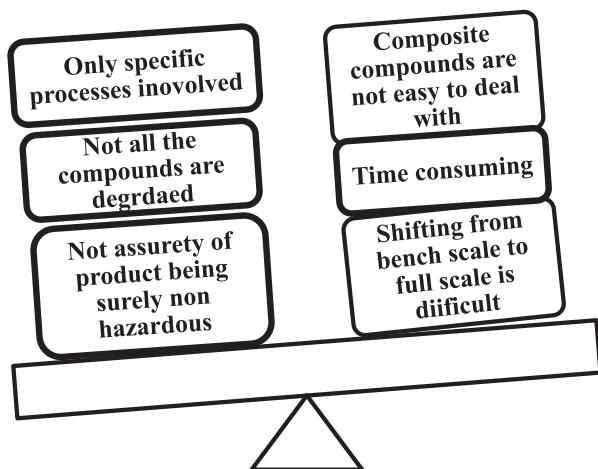 Only specific
processes inovolved
Not all the
compounds are
degrdaed
Not assurety of
product being
surely non
hazardous
Composite
compounds are
not easy to deal
with
Time consuming
Shifting from
bench scale to
full scale is
diificult